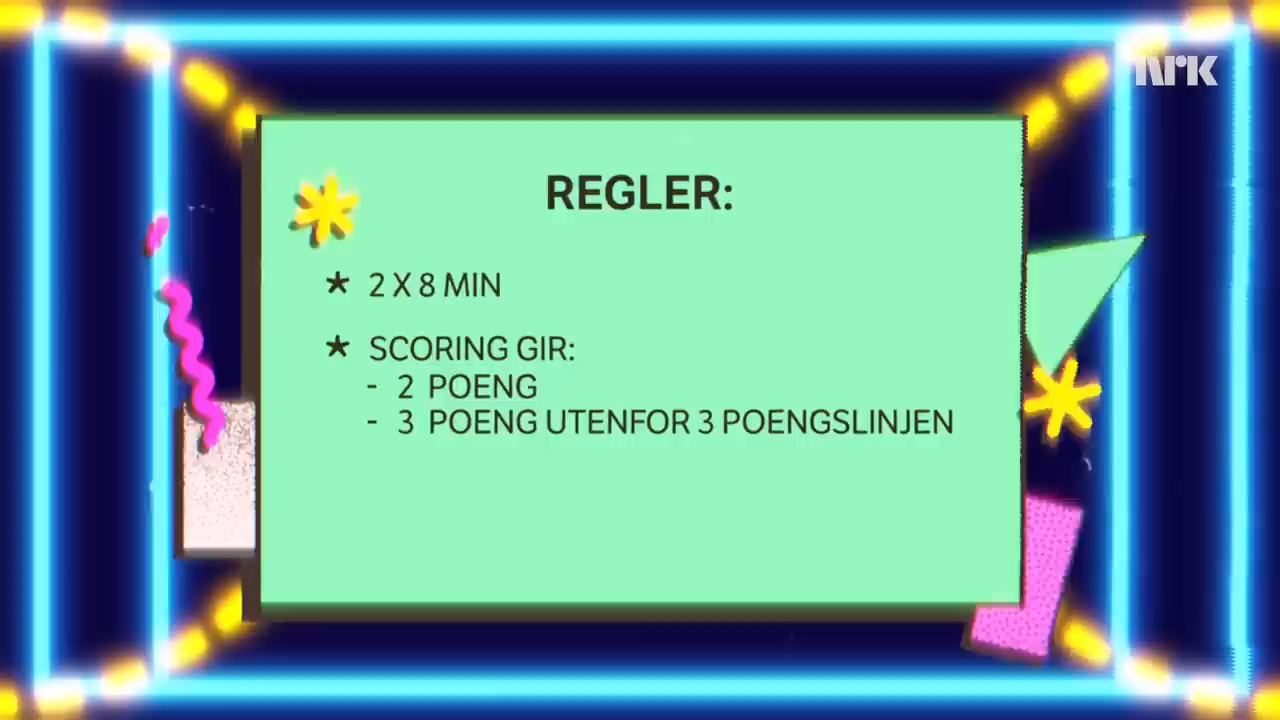 NRK
REGLER:
* 2 X 8 MIN
* SCORING GIR:
- 2 POENG
- 3 POENG UTENFOR 3 POENGSLINJEN